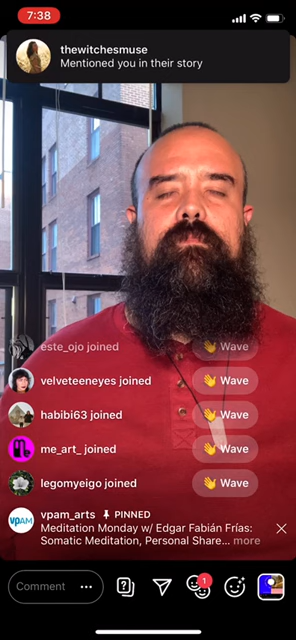 7:38
thewitchesmuse
Mentioned you in their story
este_ojo joined
Wave
velveteeneyes joined
Wave
habibi63 joined
Wave
me_art_ joined
Wave
legomyeigo joined
Wave
VPAM
vpam_arts PINNED
Meditation Monday w/ Edgar Fabián Frías:
Somatic Meditation, Personal Share... more
Comment ...
?
1